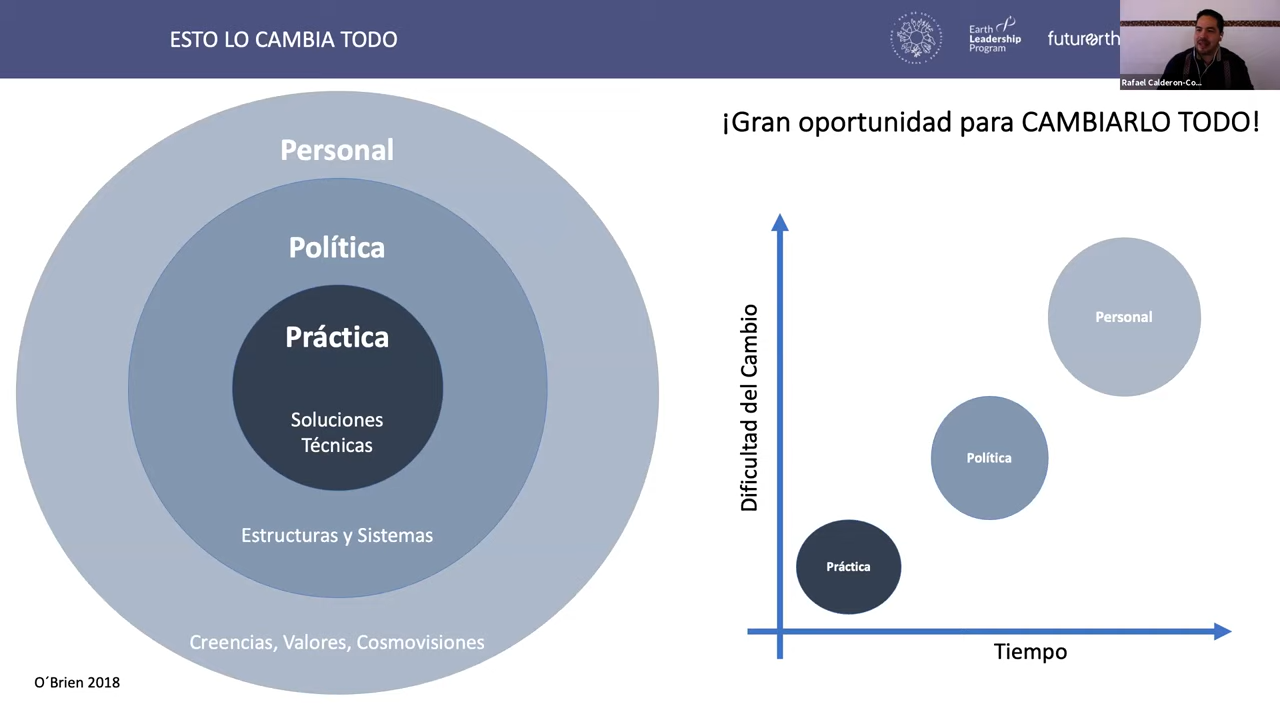 ESTO LO CAMBIA TODO
Earth
Leadership
Program
futurerth
Rafael Calderon-Co...
Personal
Política
Práctica
Soluciones
Técnicas
Estructuras y Sistemas
Creencias, Valores, Cosmovisiones
O´Brien 2018
¡Gran oportunidad para CAMBIARLO TODO!
Dificultad del Cambio
Personal
Política
Práctica
Tiempo